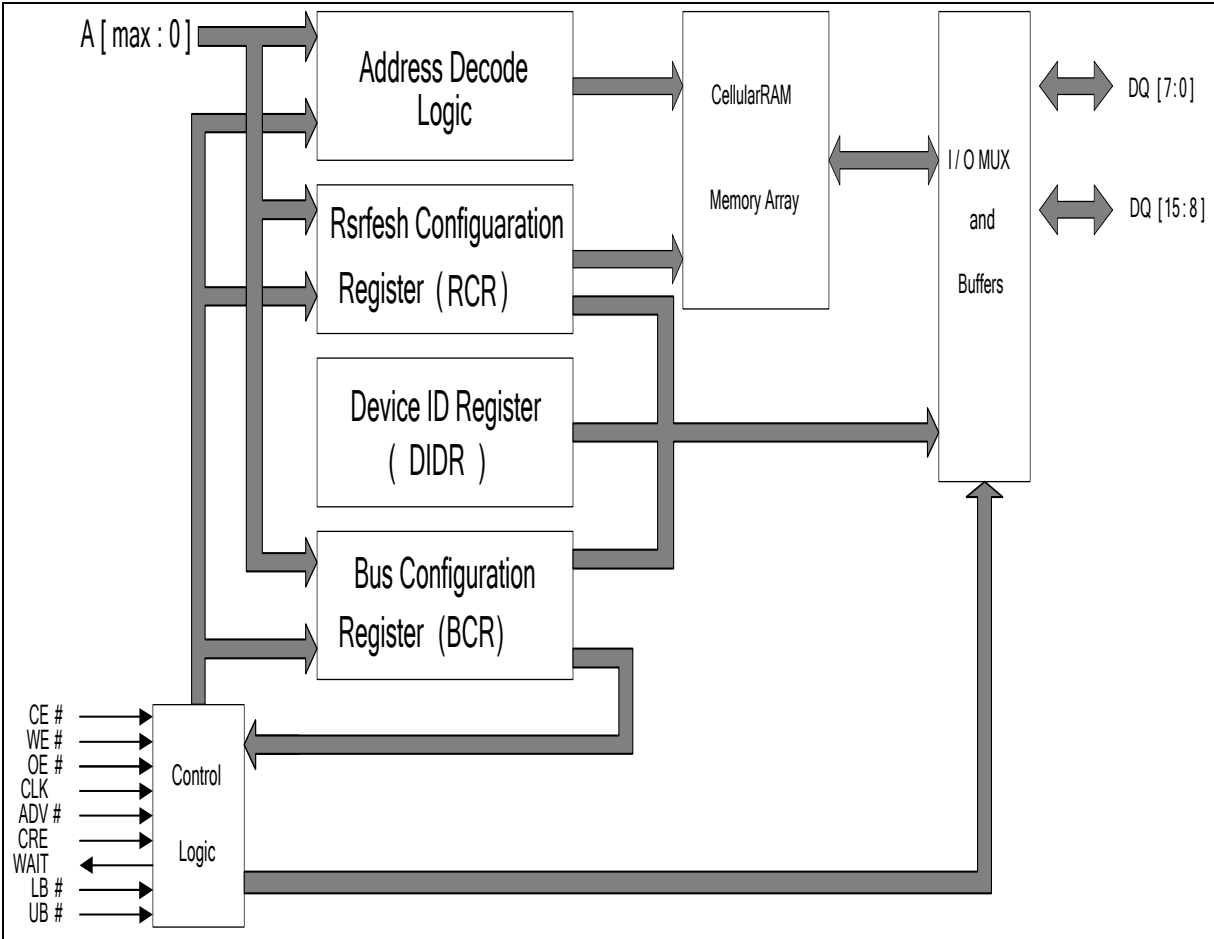 A [ max : 0 ]
Address Decode
Logic
CellularRAM
Memory Array
I / O MUX
and
Buffers
DQ [7:0]
DQ [15:8]
Rsrfesh Configuaration
Register (RCR)
Device ID Register
( DIDR )
Bus Configuration
Register (BCR)
CE #
WE #
OE #
CLK
ADV #
CRE
WAIT
LB #
UB #
Control
Logic